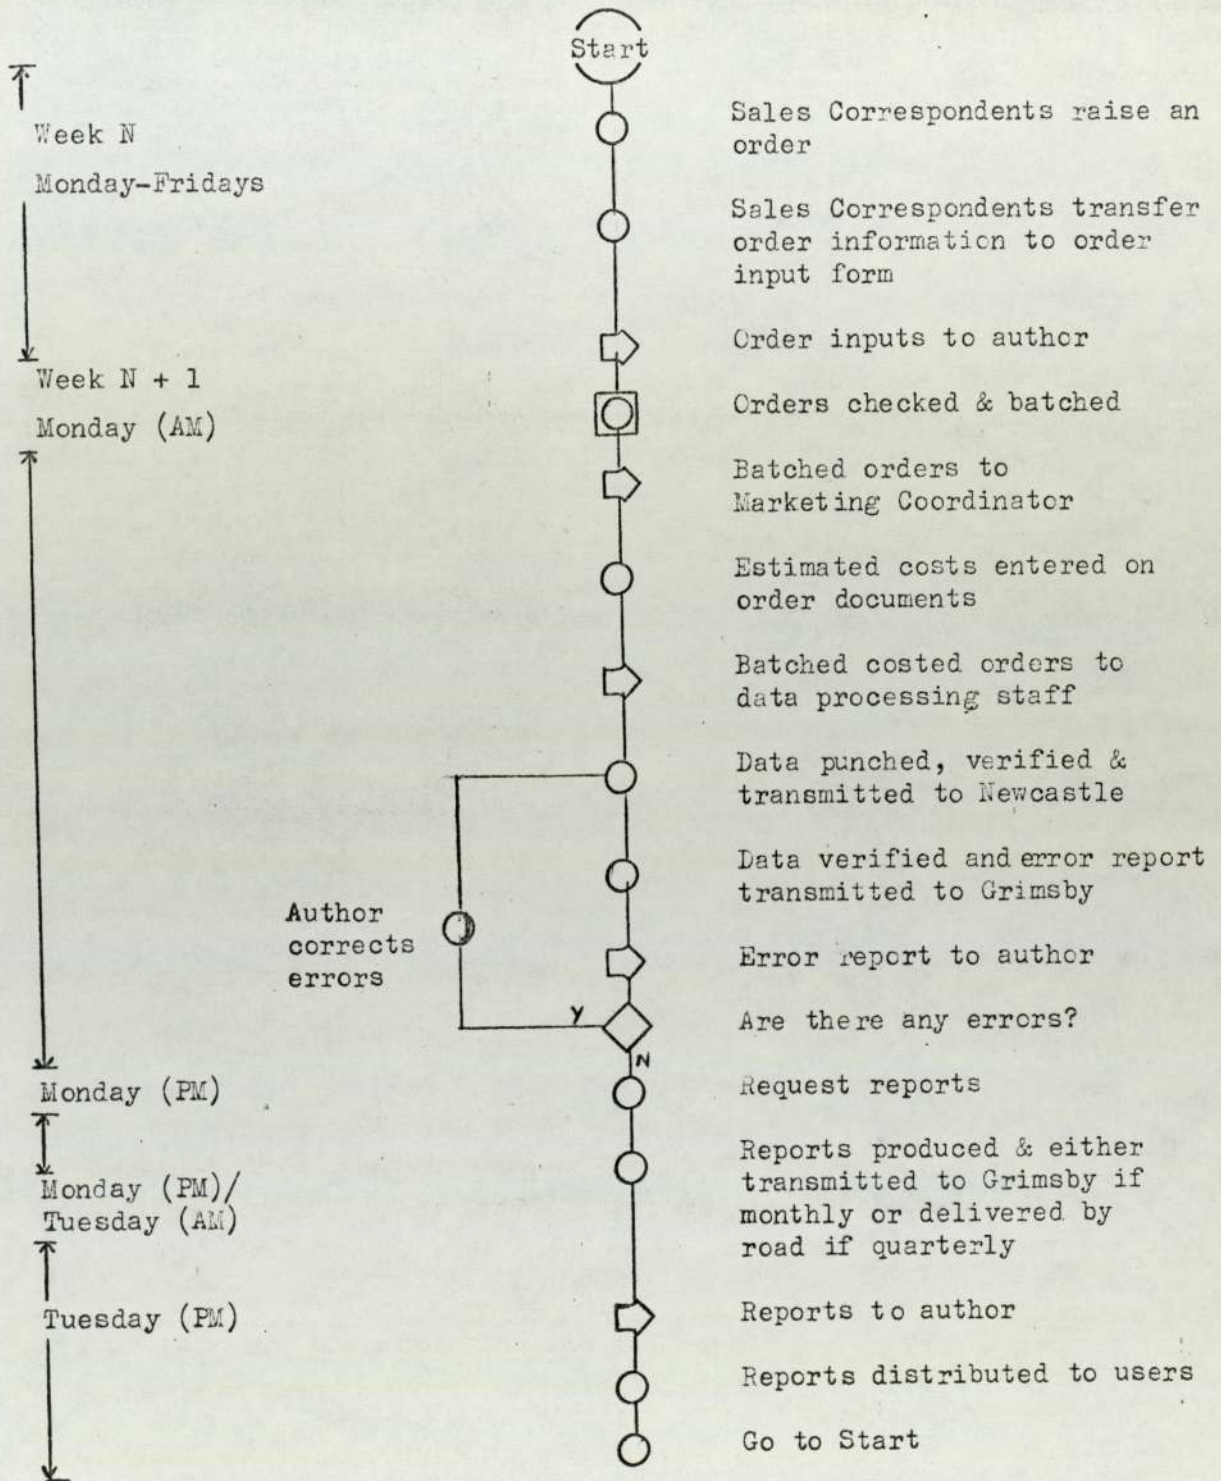 Start
Week N
Monday-Fridays
Sales Correspondents raise an
order
Sales Correspondents transfer
order information to order
input form
Order inputs to author
Week N + 1
Monday (AM)
Orders checked & batched
Batched orders to
Marketing Coordinator
Estimated costs entered on
order documents
Batched costed orders to
data processing staff
Data punched, verified &
transmitted to Newcastle
Data verified and error report
transmitted to Grimsby
Author
corrects
errors
Error report to author
Y
Are there any errors?
N
Monday (PM)
Request reports
Monday (PM)/
Tuesday (AM)
Reports produced & either
transmitted to Grimsby if
monthly or delivered by
road if quarterly
Tuesday (PM)
Reports to author
Reports distributed to users
Go to Start